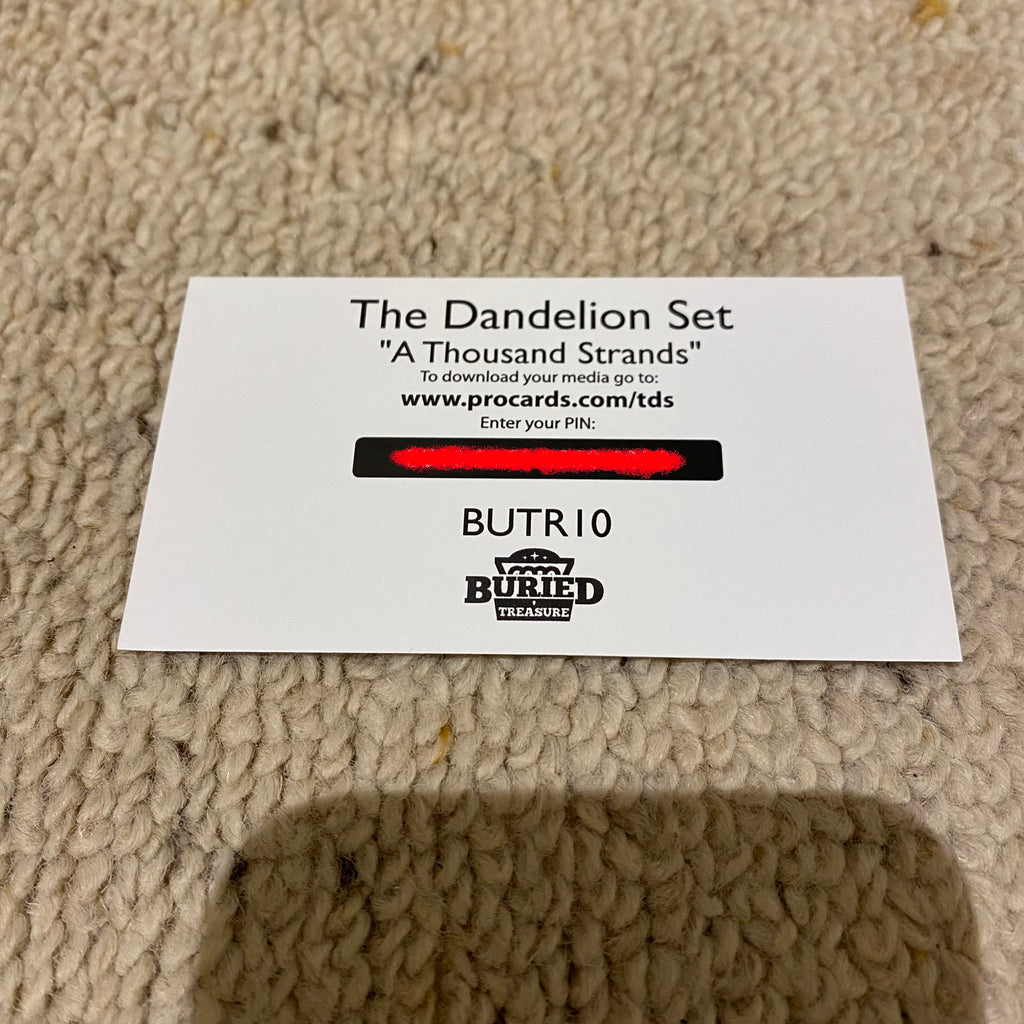 The Dandelion Set
"A Thousand Strands"
To download your media go to:
www.procards.com/tds
Enter your PIN:
BUTR10
BURIED
TREASURE